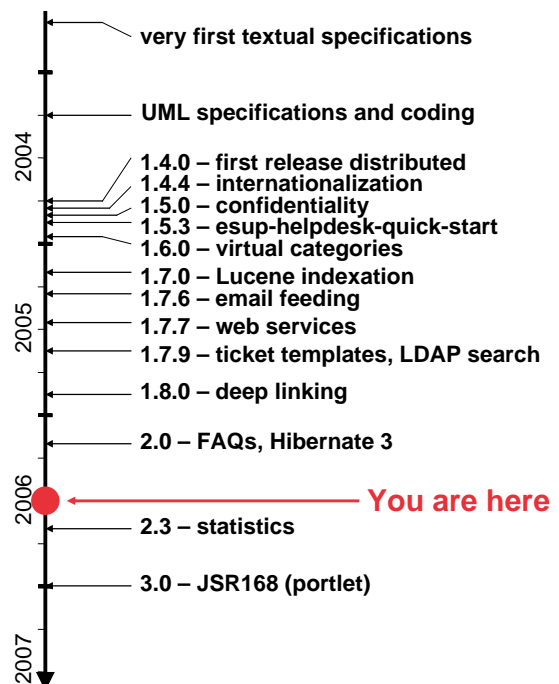 very first textual specifications
UML specifications and coding
2004
1.4.0 – first release distributed
1.4.4 – internationalization
1.5.0 – confidentiality
1.5.3 – esup-helpdesk-quick-start
1.6.0 – virtual categories
1.7.0 – Lucene indexation
1.7.6 – email feeding
2005
1.7.7 – web services
1.7.9 – ticket templates, LDAP search
1.8.0 – deep linking
2.0 – FAQs, Hibernate 3
2006
You are here
2.3 – statistics
3.0 – JSR168 (portlet)
2007